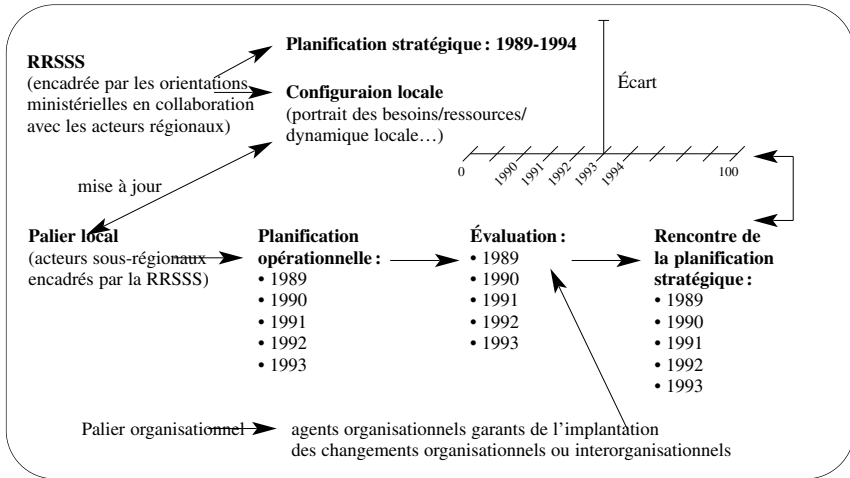 Planification stratégique : 1989-1994
RRSSS
(encadrée par les orientations
ministérielles en collaboration
avec les acteurs régionaux)
Configuraion locale
(portrait des besoins/ressources/
dynamique locale…)
Écart
0
1990
1991
1992
1993
1994
100
mise à jour
Palier local
(acteurs sous-régionaux
encadrés par la RRSSS)
Planification
opérationnelle :
• 1989
• 1990
• 1991
• 1992
• 1993
Évaluation :
• 1989
• 1990
• 1991
• 1992
• 1993
Rencontre de
la planification
stratégique :
• 1989
• 1990
• 1991
• 1992
• 1993
Palier organisationnel
agents organisationnels garants de l’implantation
des changements organisationnels ou interorganisationnels